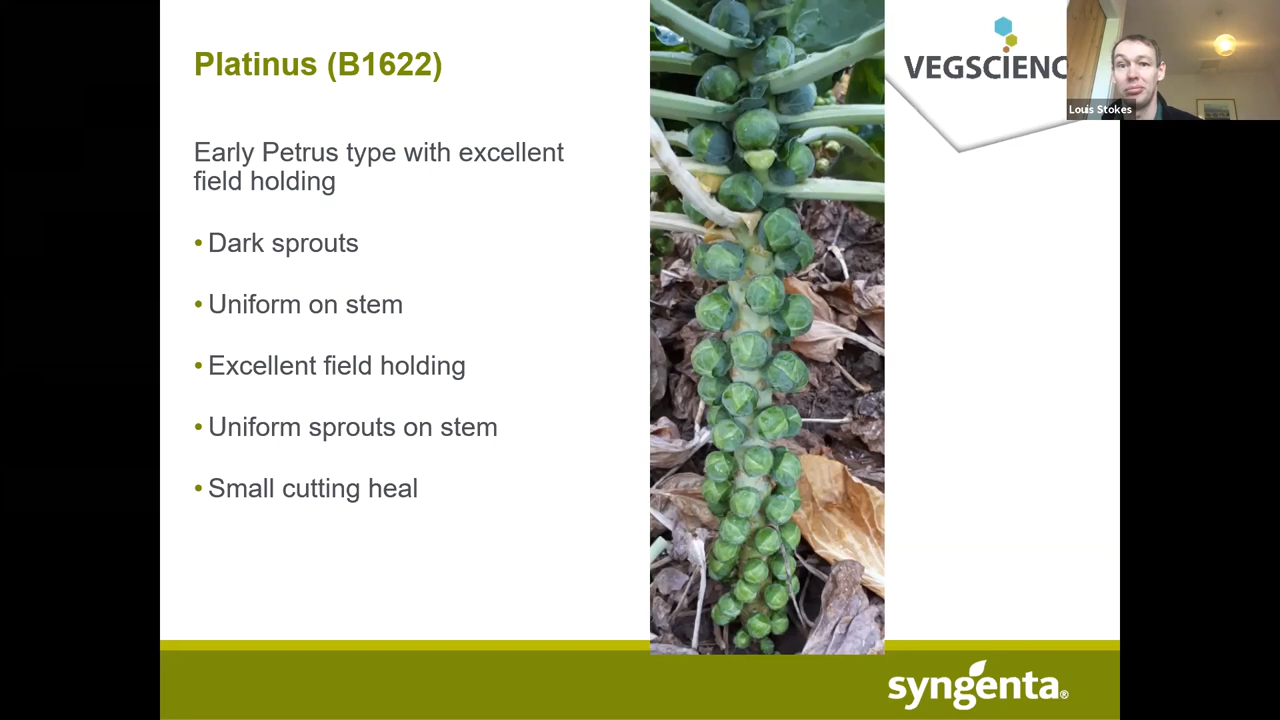 Platinus (B1622)
VEGSCIENC
Louis Stokes
Early Petrus type with excellent
field holding
• Dark sprouts
• Uniform on stem
• Excellent field holding
• Uniform sprouts on stem
• Small cutting heal
syngenta®